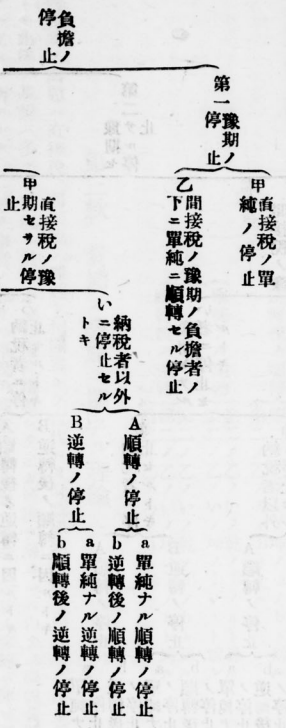 負擔ノ
停止
第一 豫期ノ
停止
甲 直接稅ノ單
純ノ停止
乙 間接稅ノ豫期ノ負擔者ノ
下ニ單純ニ順轉セル停止
甲 直接稅ノ豫
期セサル停
止
い 納稅者以外
ニ停止セル
トキ
A 順轉ノ停止
a 單純ナル順轉ノ停止
b 逆轉後ノ順轉ノ停止
B 逆轉ノ停止
a 單純ナル逆轉ノ停止
b 順轉後ノ逆轉ノ停止